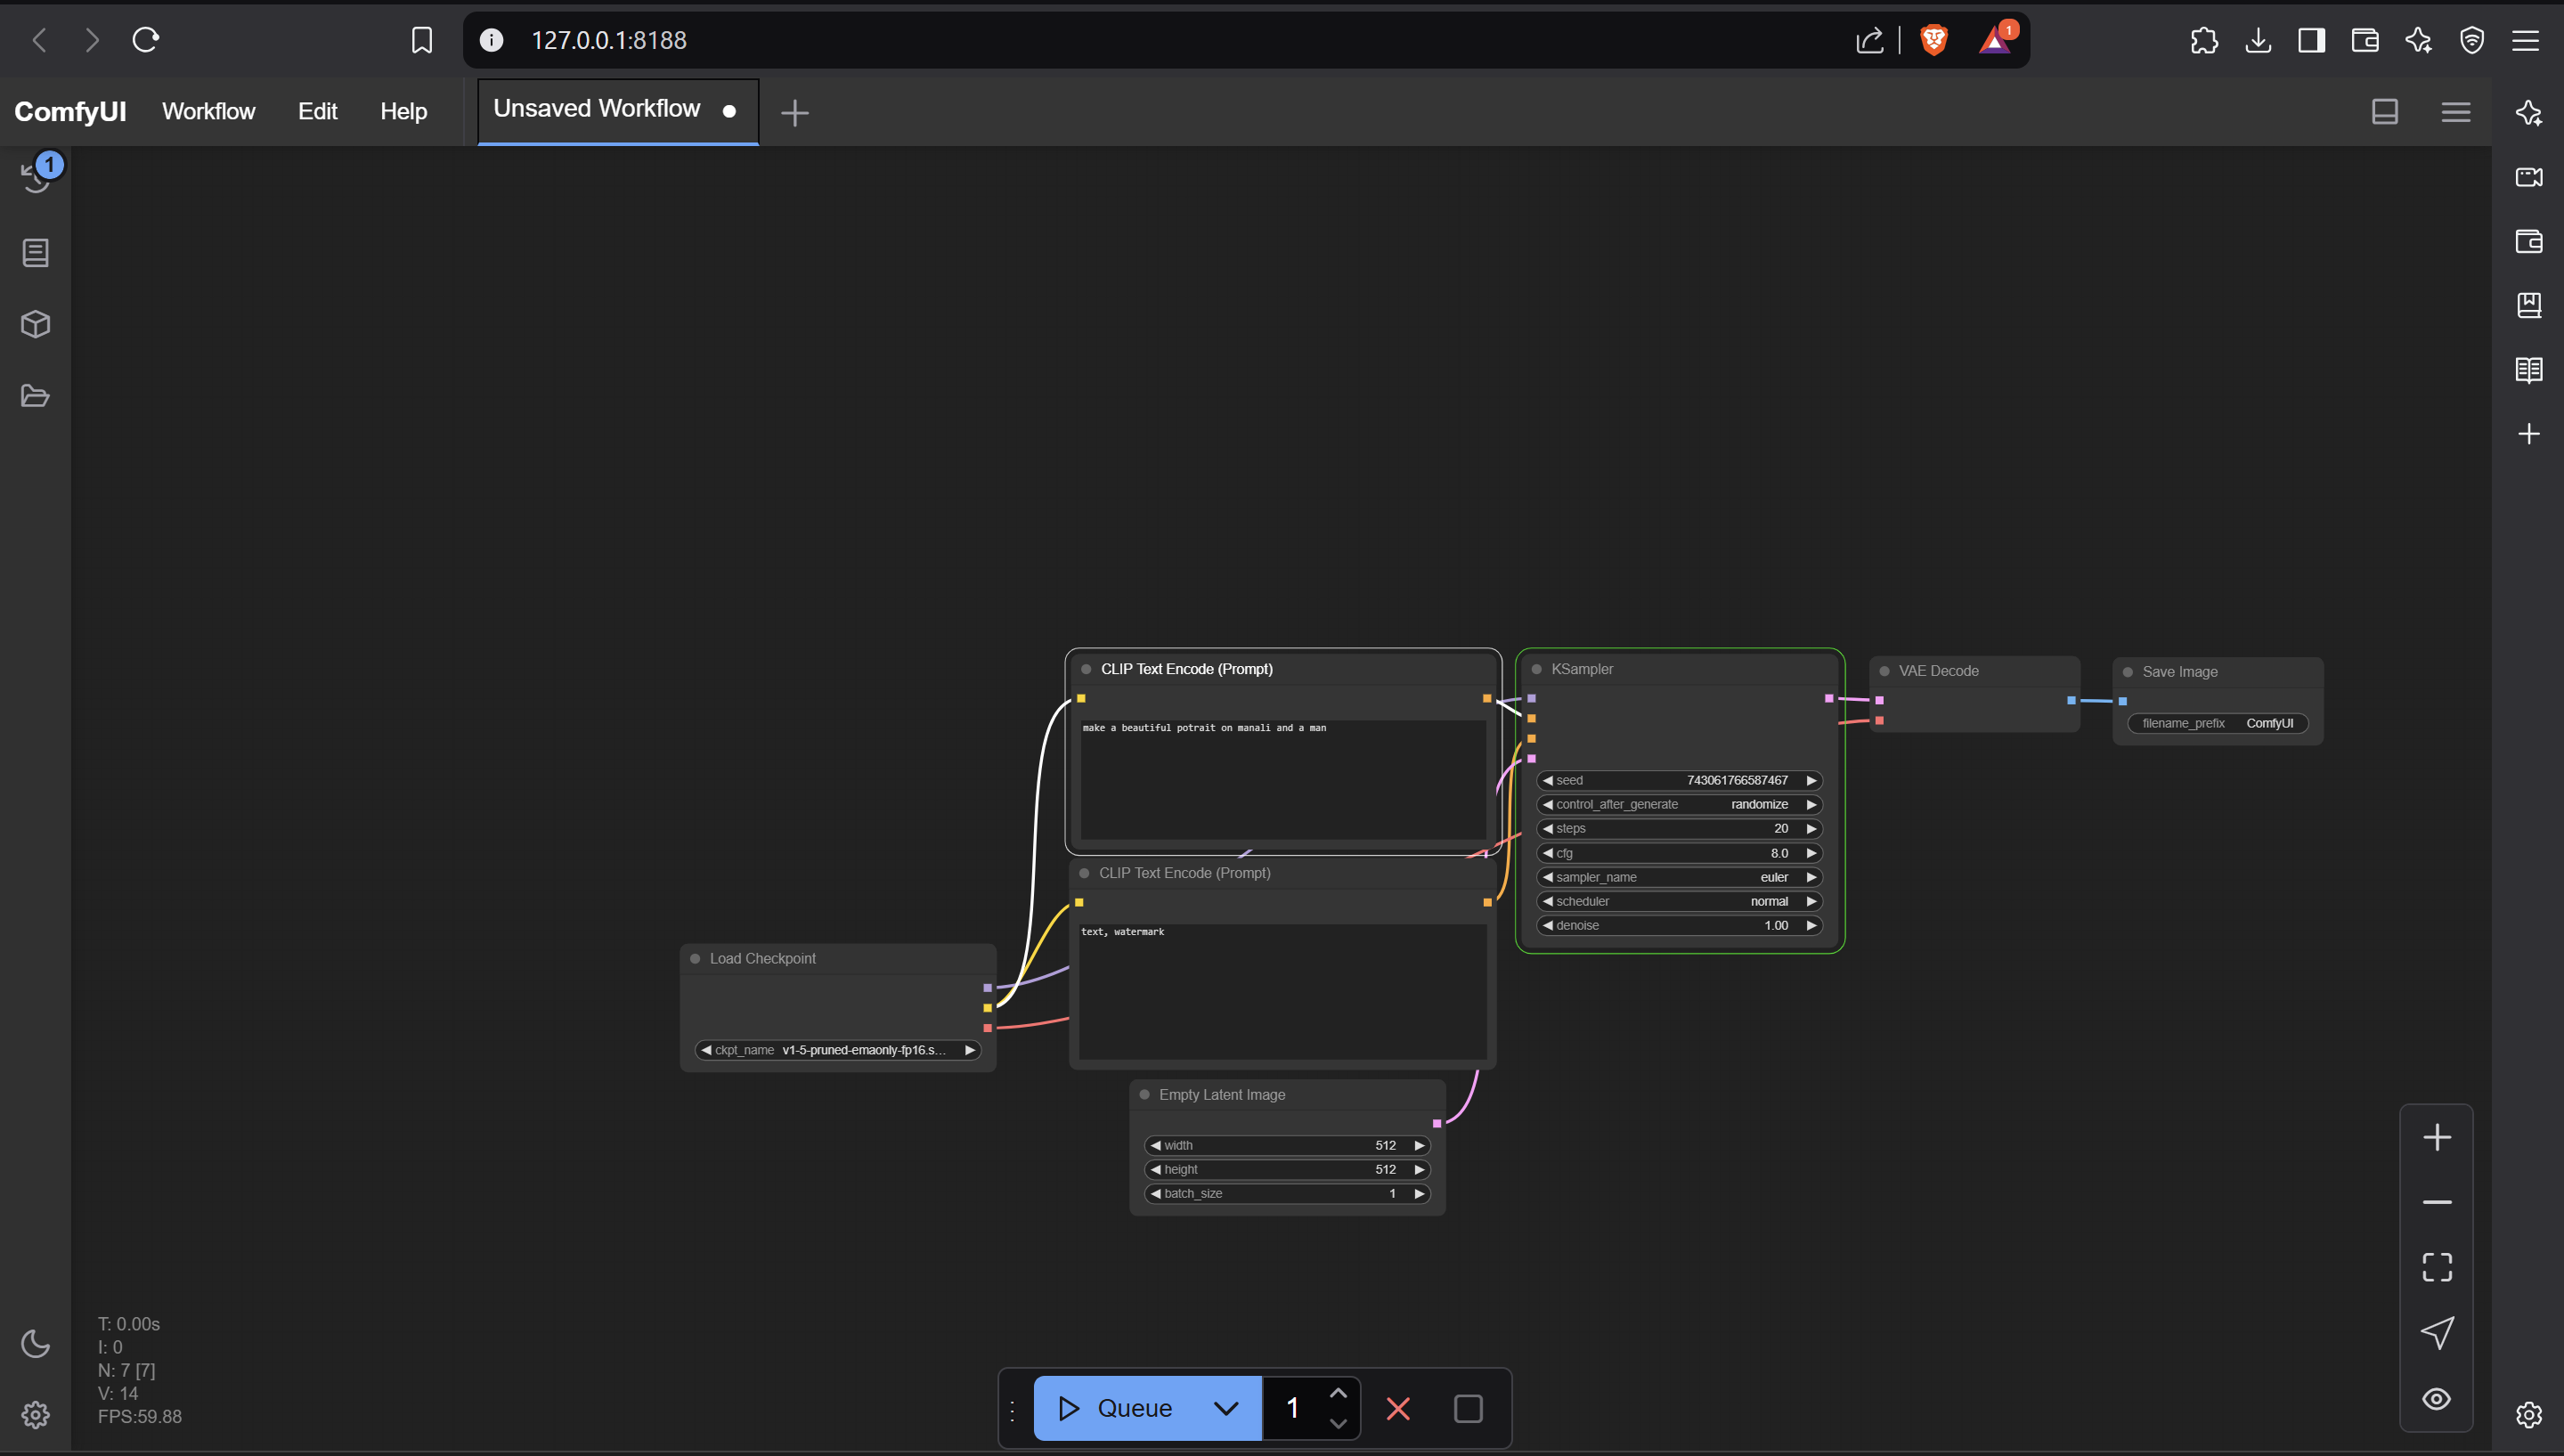 127.0.0.1:8188
1
ComfyUI Workflow Edit Help Unsaved Workflow
1
CLIP Text Encode (Prompt)
make a beautiful potrait on manali and a man
KSampler
seed 743061766587467
control_after_generate randomize
steps 20
cfg 8.0
sampler_name euler
scheduler normal
denoise 1.00
VAE Decode
Save Image
filename_prefix ComfyUI
CLIP Text Encode (Prompt)
text, watermark
Load Checkpoint
ckpt_name v1-5-pruned-emaonly-fp16.s...
Empty Latent Image
width 512
height 512
batch_size 1
T: 0.00s
I: 0
N: 7 [7]
V: 14
FPS:59.88
Queue 1